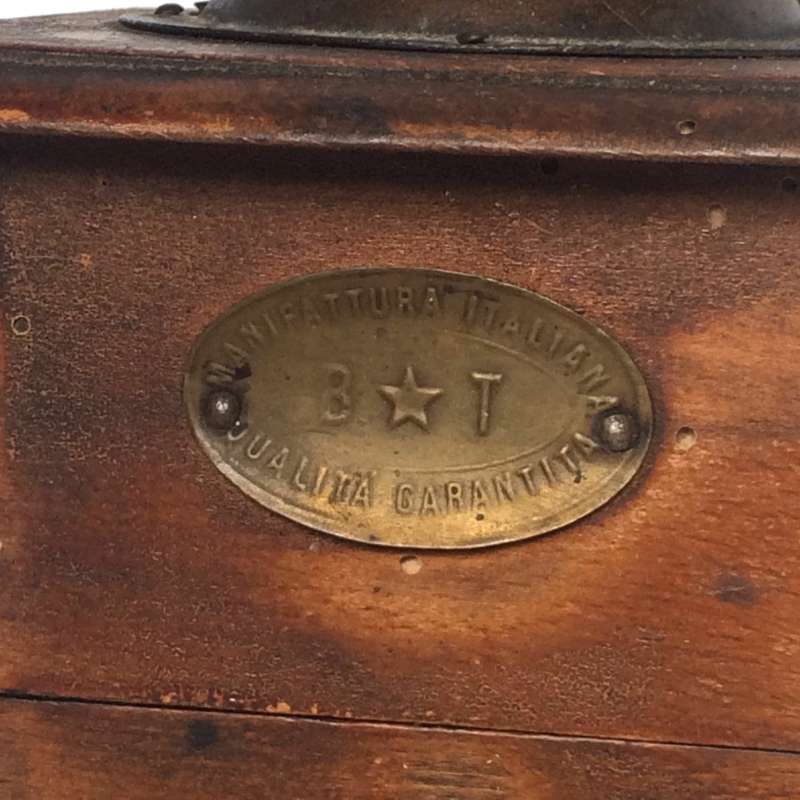 MANIFATTURA ITALIANA
B ★ T
QUALITÀ GARANTITA